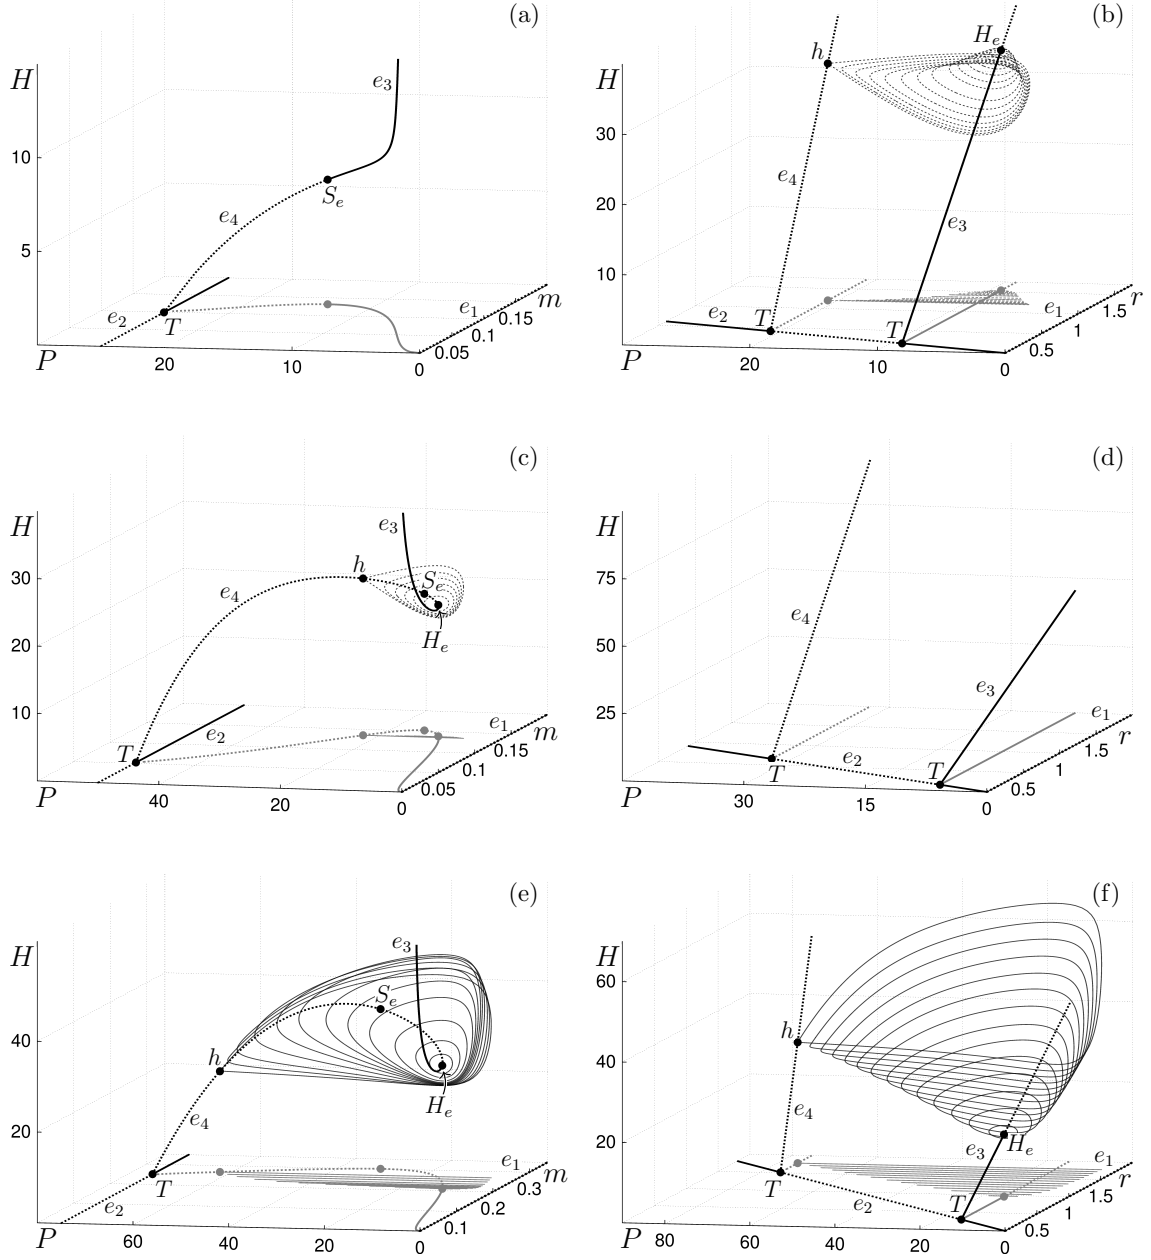 (a)
H
10
5
e₃
Sₑ
e₄
e₂
T
e₁
m
0.15
0.1
0.05
P
20
10
0
(b)
H
30
20
10
h
Hₑ
e₄
e₃
e₂
T
T
e₁
r
1.5
1
0.5
P
20
10
0
(c)
H
30
20
10
e₃
h
Sₑ
Hₑ
e₄
T
e₂
e₁
m
0.15
0.1
0.05
P
40
20
0
(d)
H
75
50
25
e₄
e₃
e₂
T
T
e₁
r
1.5
1
0.5
P
30
15
0
(e)
H
40
20
e₃
Sₑ
h
Hₑ
e₄
T
e₂
e₁
m
0.3
0.2
0.1
P
60
40
20
0
(f)
H
60
40
20
h
e₄
Hₑ
e₃
T
e₂
T
e₁
r
1.5
1
0.5
P
80
60
40
20
0